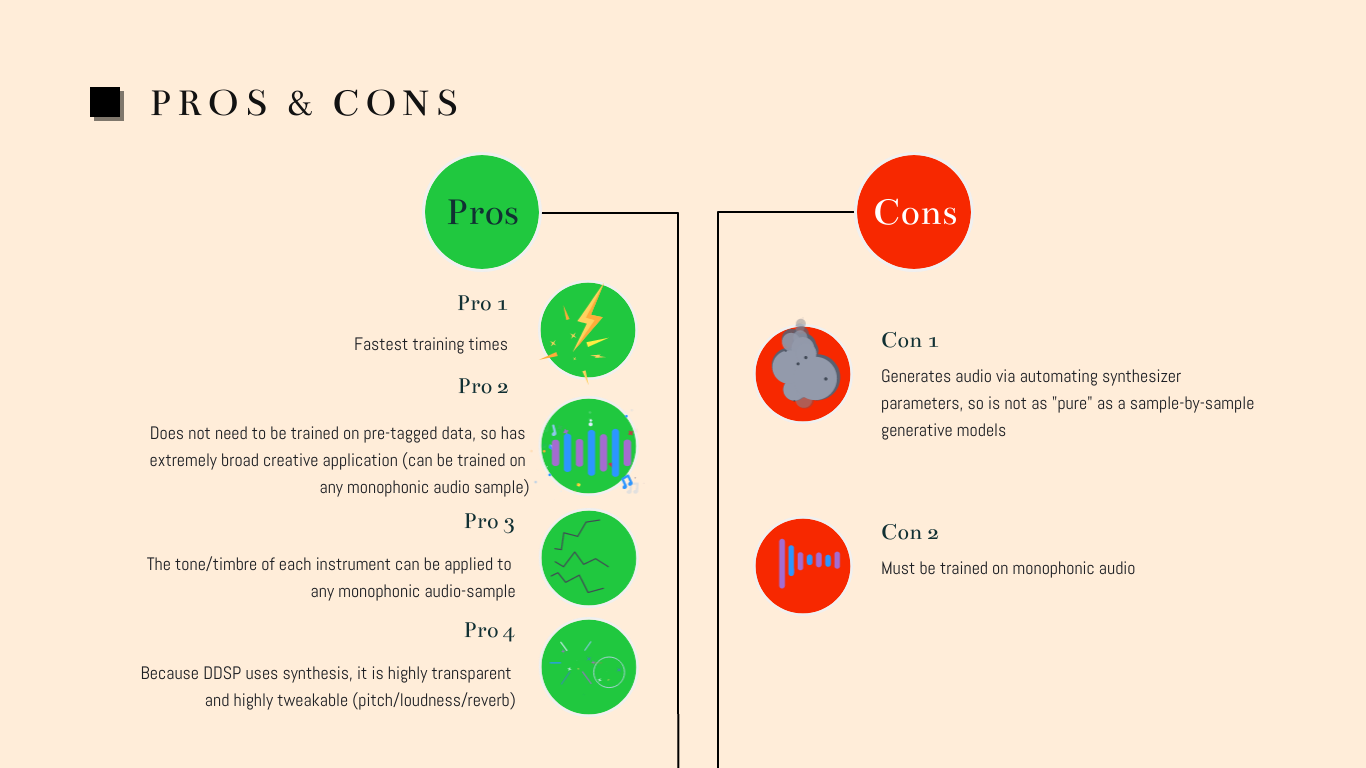 PROS & CONS
Pros
Pro 1
Fastest training times
Pro 2
Does not need to be trained on pre-tagged data, so has
extremely broad creative application (can be trained on
any monophonic audio sample)
Pro 3
The tone/timbre of each instrument can be applied to
any monophonic audio-sample
Pro 4
Because DDSP uses synthesis, it is highly transparent
and highly tweakable (pitch/loudness/reverb)
Cons
Con 1
Generates audio via automating synthesizer
parameters, so is not as "pure" as a sample-by-sample
generative models
Con 2
Must be trained on monophonic audio